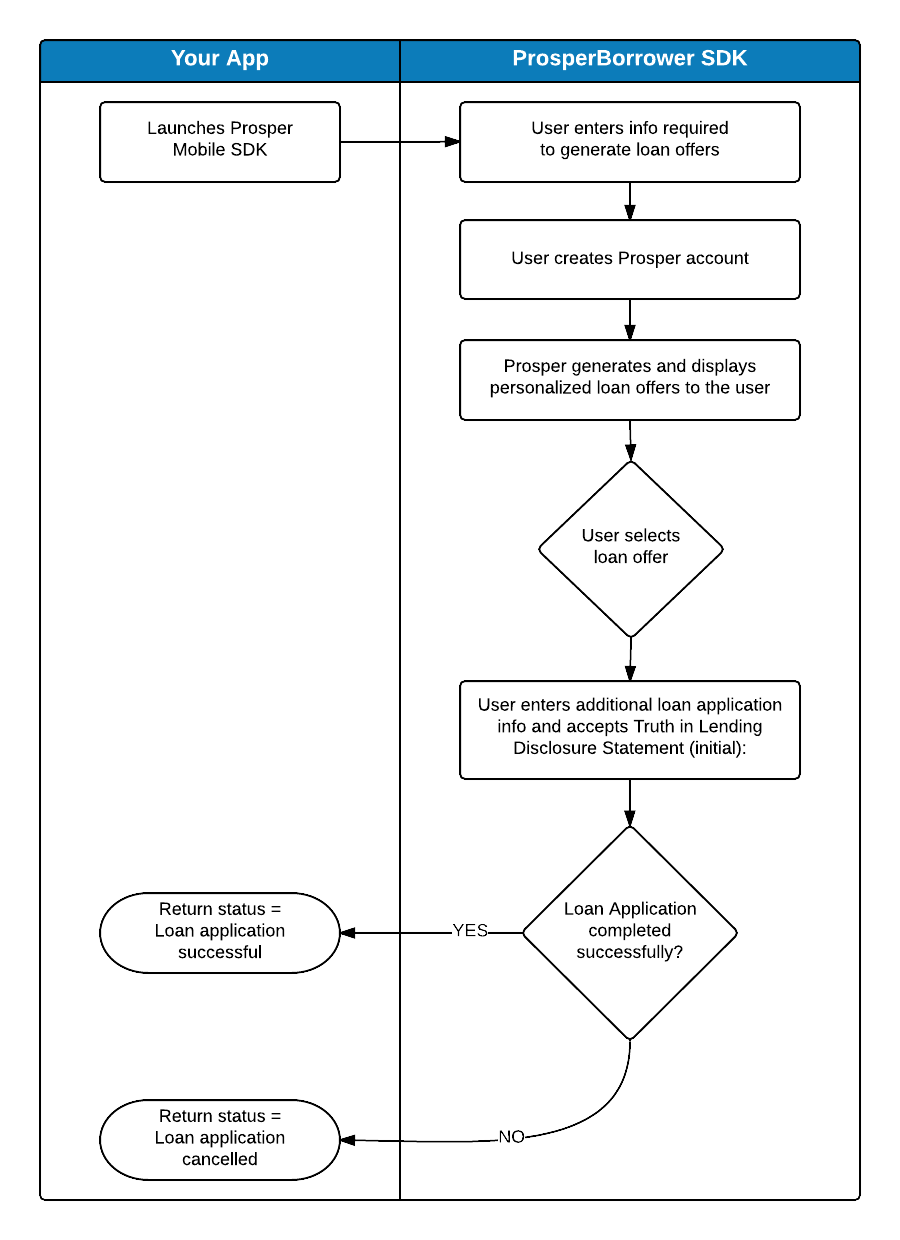 Your App
ProsperBorrower SDK
Launches Prosper
Mobile SDK
User enters info required
to generate loan offers
User creates Prosper account
Prosper generates and displays
personalized loan offers to the user
User selects
loan offer
User enters additional loan application
info and accepts Truth in Lending
Disclosure Statement (initial):
Loan Application
completed
successfully?
YES
Return status =
Loan application
successful
NO
Return status =
Loan application
cancelled